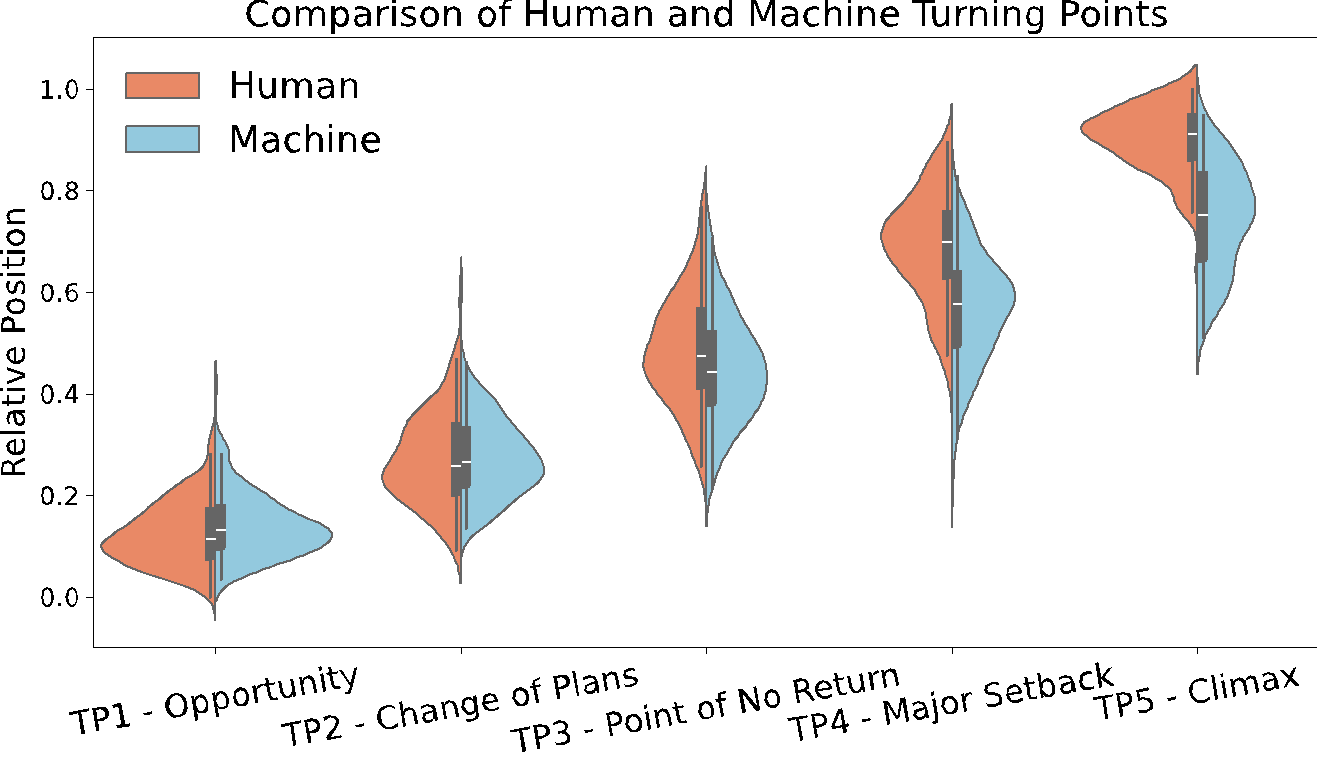 Comparison of Human and Machine Turning Points
Human
Machine
Relative Position
1.0
0.8
0.6
0.4
0.2
0.0
TP1 - Opportunity
TP2 - Change of Plans
TP3 - Point of No Return
TP4 - Major Setback
TP5 - Climax